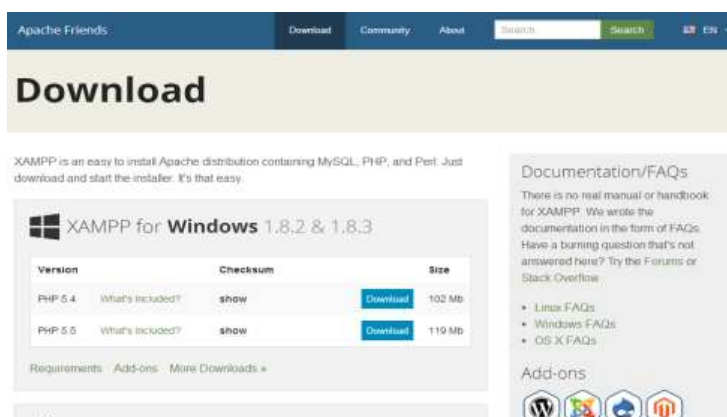 Apache Friends
Download
Community
About
Search
Search
EN
Download
XAMPP is an easy to install Apache distribution containing MySQL, PHP, and Perl. Just
download and start the installer. It's that easy.
XAMPP for Windows 1.8.2 & 1.8.3
Version Checksum Size
PHP 5.4 What's Included? show Download 102 Mb
PHP 5.5 What's Included? show Download 119 Mb
Requirements Add-ons More Downloads »
Documentation/FAQs
There is no real manual or handbook
for XAMPP. We wrote the
documentation in the form of FAQs.
Have a burning question that's not
answered here? Try the Forums or
Stack Overflow.
• Linux FAQs
• Windows FAQs
• OS X FAQs
Add-ons